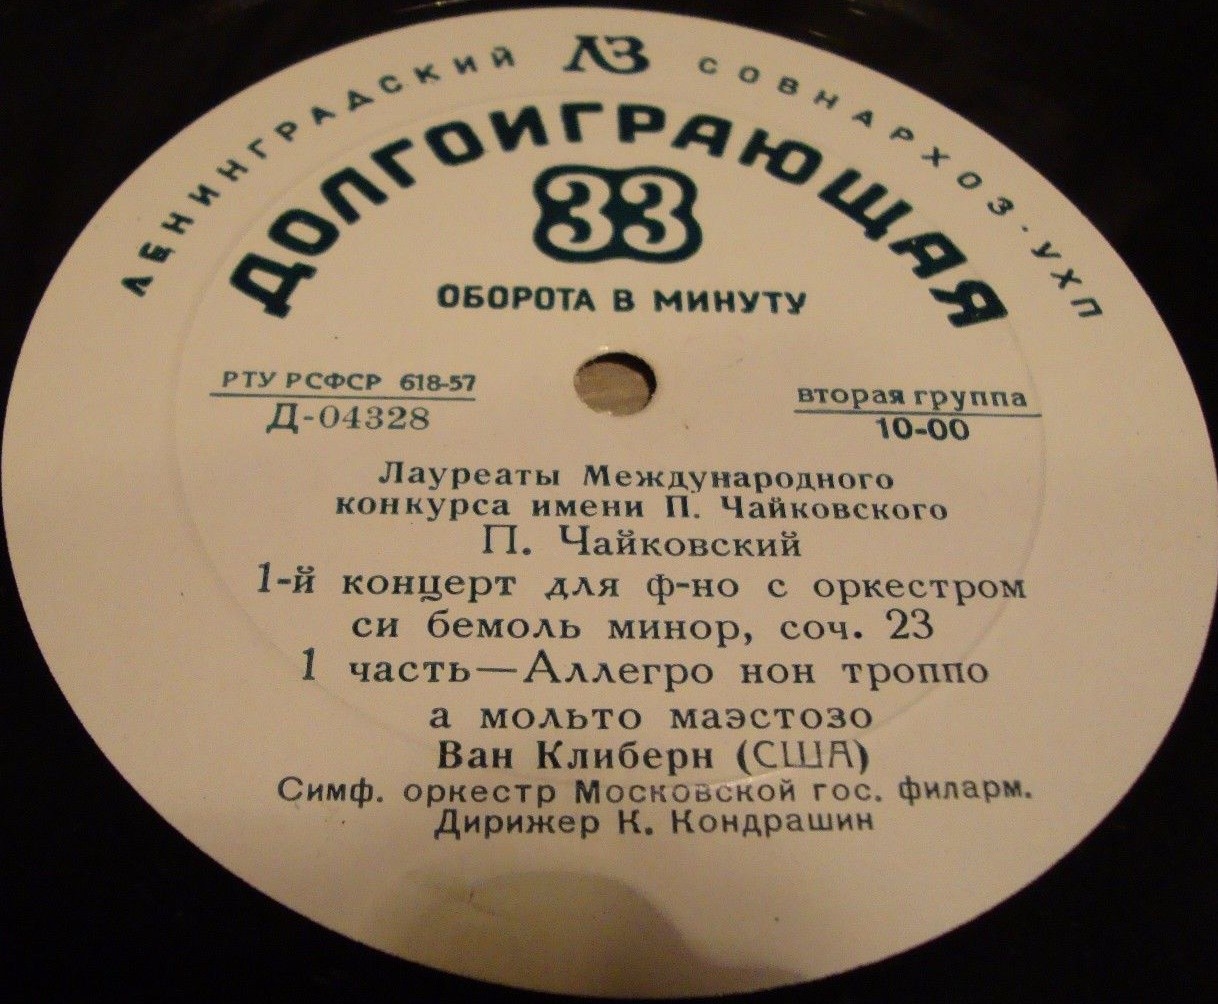 ЛЕНИНГРАДСКИЙ ЛЗ СОВНАРХОЗ·УХП
ДОЛГОИГРАЮЩАЯ
33
ОБОРОТА В МИНУТУ
РТУ РСФСР 618-57
Д-04328
вторая группа
10-00
Лауреаты Международного
конкурса имени П. Чайковского
П. Чайковский
1-й концерт для ф-но с оркестром
си бемоль минор, соч. 23
1 часть—Аллегро нон троппо
а мольто маэстозо
Ван Клиберн (США)
Симф. оркестр Московской гос. филарм.
Дирижер К. Кондрашин